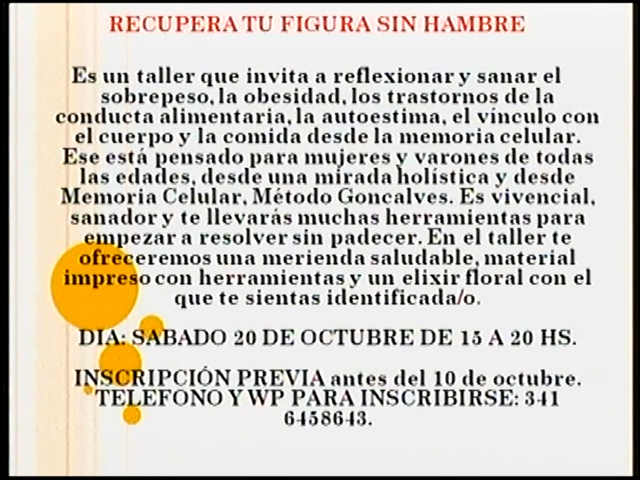 RECUPERA TU FIGURA SIN HAMBRE
Es un taller que invita a reflexionar y sanar el
sobrepeso, la obesidad, los trastornos de la
conducta alimentaria, la autoestima, el vínculo con
el cuerpo y la comida desde la memoria celular.
Ese está pensado para mujeres y varones de todas
las edades, desde una mirada holística y desde
Memoria Celular, Método Goncalves. Es vivencial,
sanador y te llevarás muchas herramientas para
empezar a resolver sin padecer. En el taller te
ofreceremos una merienda saludable, material
impreso con herramientas y un elixir floral con el
que te sientas identificada/o.
DIA: SABADO 20 DE OCTUBRE DE 15 A 20 HS.
INSCRIPCIÓN PREVIA antes del 10 de octubre.
TELEFONO Y WP PARA INSCRIBIRSE: 341
6458643.